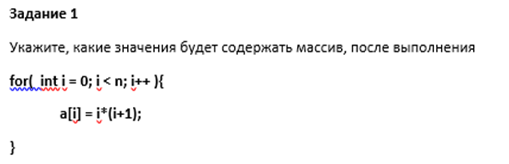 Задание 1
Укажите, какие значения будет содержать массив, после выполнения
for( int i = 0; i < n; i++ ){
a[i] = i*(i+1);
}